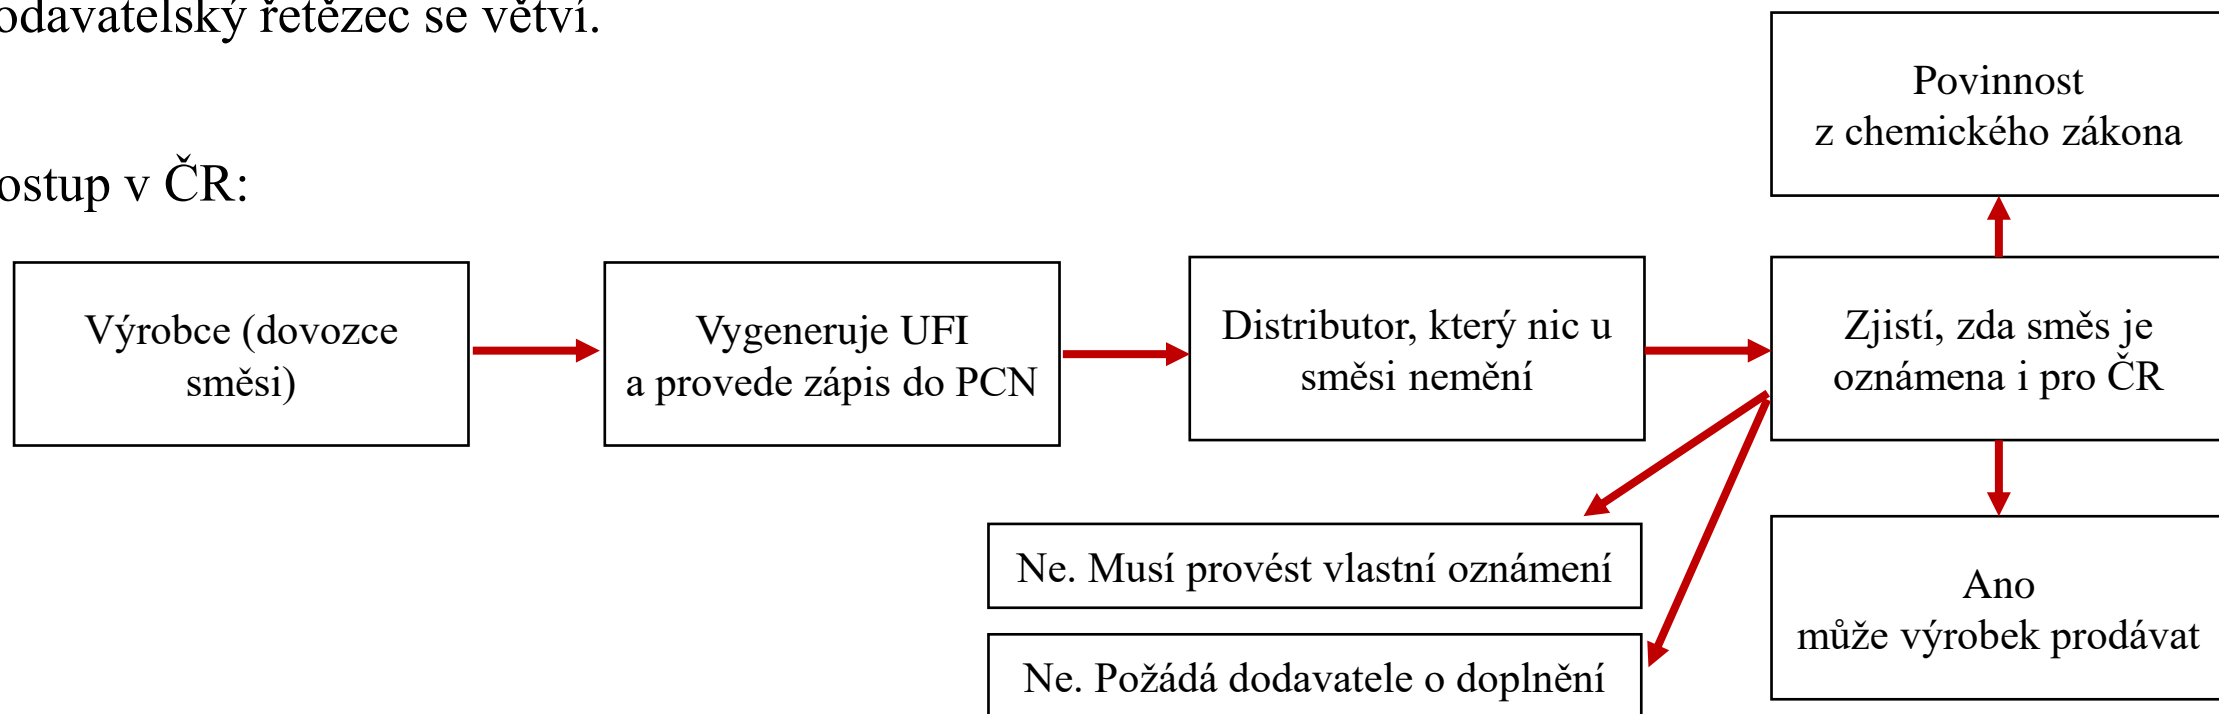 odavatelský řetězec se větví.
ostup v ČR:
Povinnost
z chemického zákona
Výrobce (dovozce
směsi)
Vygeneruje UFI
a provede zápis do PCN
Distributor, který nic u
směsi nemění
Zjistí, zda směs je
oznámena i pro ČR
Ne. Musí provést vlastní oznámení
Ne. Požádá dodavatele o doplnění
Ano
může výrobek prodávat